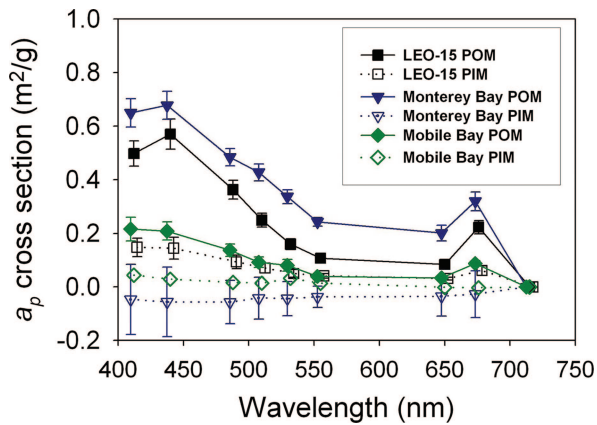 1.0
0.8
0.6
0.4
0.2
0.0
-0.2
a_p cross section (m²/g)
LEO-15 POM
LEO-15 PIM
Monterey Bay POM
Monterey Bay PIM
Mobile Bay POM
Mobile Bay PIM
400 450 500 550 600 650 700 750
Wavelength (nm)